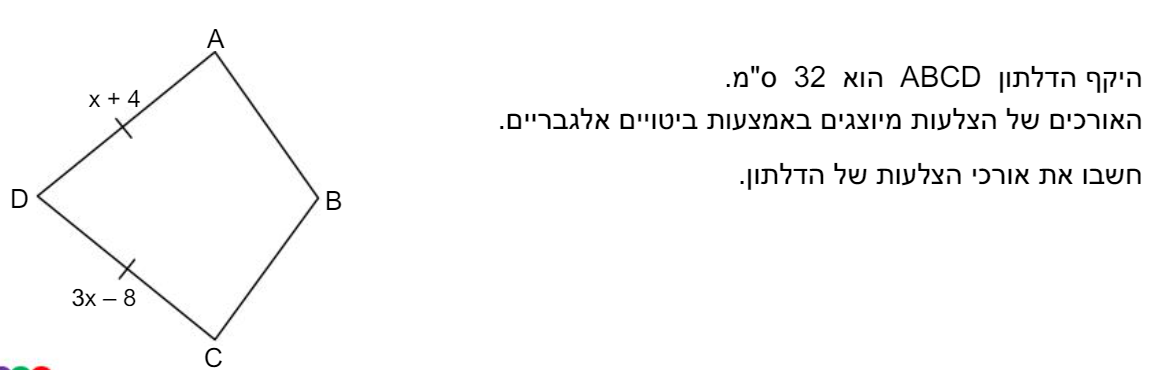 היקף הדלתון ABCD הוא 32 ס"מ.
האורכים של הצלעות מיוצגים באמצעות ביטויים אלגבריים.
חשבו את אורכי הצלעות של הדלתון.
A
x + 4
D
B
3x – 8
C